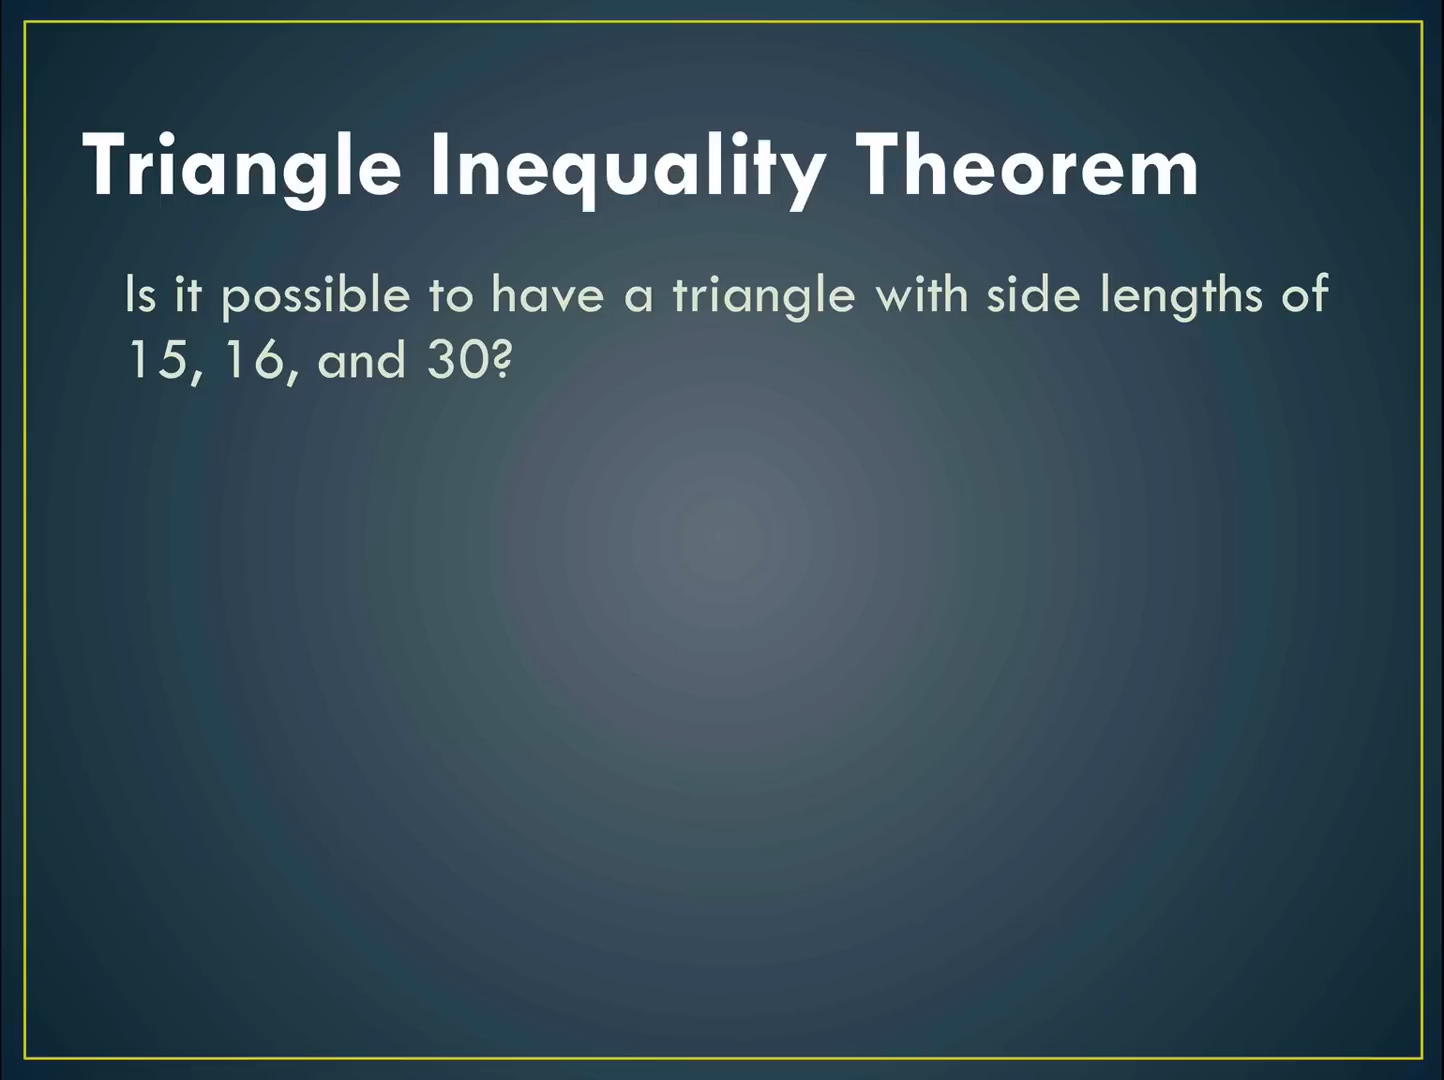 Triangle Inequality Theorem
Is it possible to have a triangle with side lengths of
15, 16, and 30?